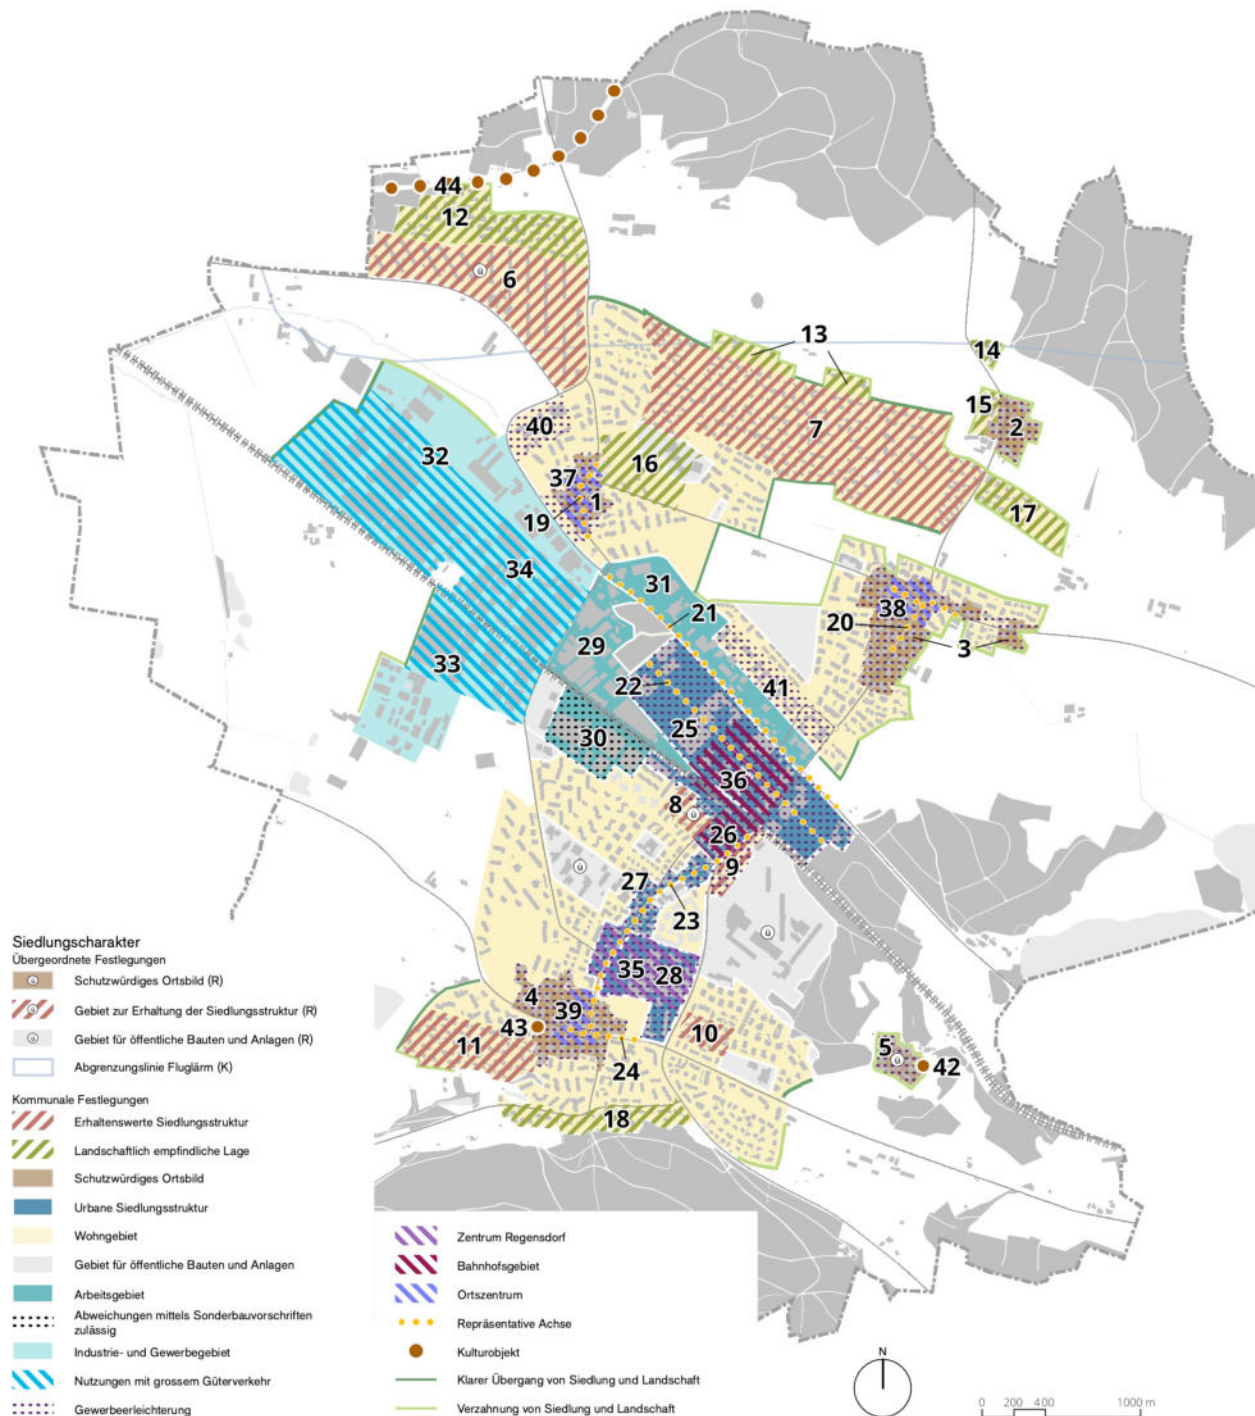 44
12
ü
6
13
14
15
2
40
7
32
16
37
1
19
17
34
31
38
21
20
3
29
33
22
41
25
30
36
8
ü
26
ü
9
27
23
ü
35
28
4
39
43
10
5
ü
42
11
24
18
Siedlungscharakter
Übergeordnete Festlegungen
ü Schutzwürdiges Ortsbild (R)
ü Gebiet zur Erhaltung der Siedlungsstruktur (R)
ü Gebiet für öffentliche Bauten und Anlagen (R)
Abgrenzungslinie Fluglärm (K)
Kommunale Festlegungen
Erhaltenswerte Siedlungsstruktur
Landschaftlich empfindliche Lage
Schutzwürdiges Ortsbild
Urbane Siedlungsstruktur
Wohngebiet
Gebiet für öffentliche Bauten und Anlagen
Arbeitsgebiet
Abweichungen mittels Sonderbauvorschriften
zulässig
Industrie- und Gewerbegebiet
Nutzungen mit grossem Güterverkehr
Gewerbeerleichterung
Zentrum Regensdorf
Bahnhofsgebiet
Ortszentrum
Repräsentative Achse
Kulturobjekt
Klarer Übergang von Siedlung und Landschaft
Verzahnung von Siedlung und Landschaft
N
0 200 400 1000 m